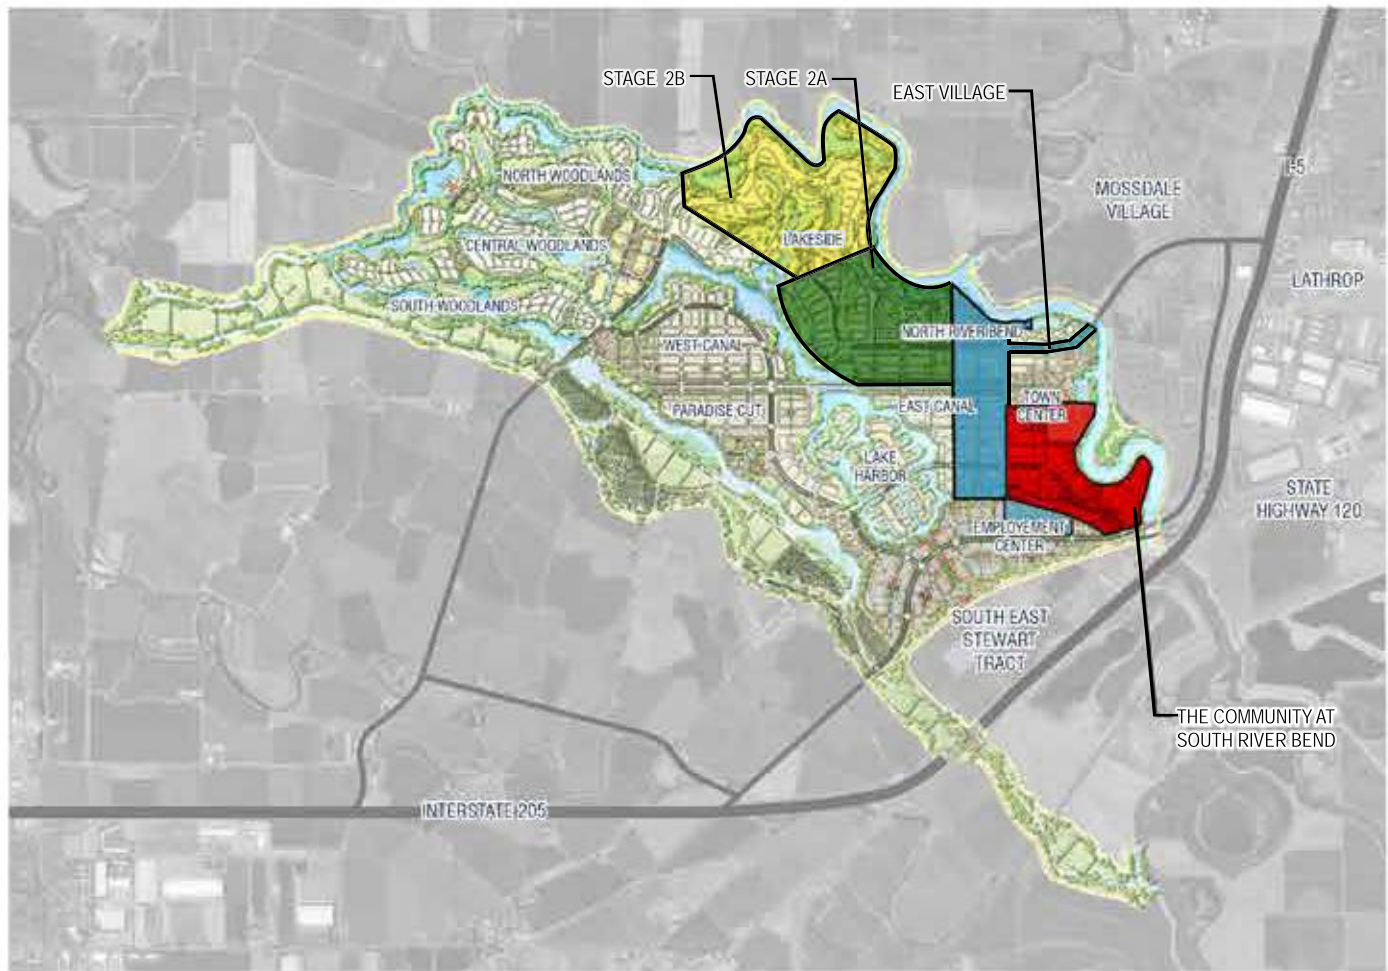 STAGE 2B
STAGE 2A
EAST VILLAGE
I-5
NORTH WOODLANDS
MOSSDALE
VILLAGE
CENTRAL WOODLANDS
LAKESIDE
LATHROP
SOUTH WOODLANDS
NORTH RIVER BEND
WEST CANAL
PARADISE CUT
EAST CANAL
TOWN
CENTER
LAKE
HARBOR
STATE
HIGHWAY 120
EMPLOYEMENT
CENTER
SOUTH EAST
STEWART
TRACT
THE COMMUNITY AT
SOUTH RIVER BEND
INTERSTATE 205